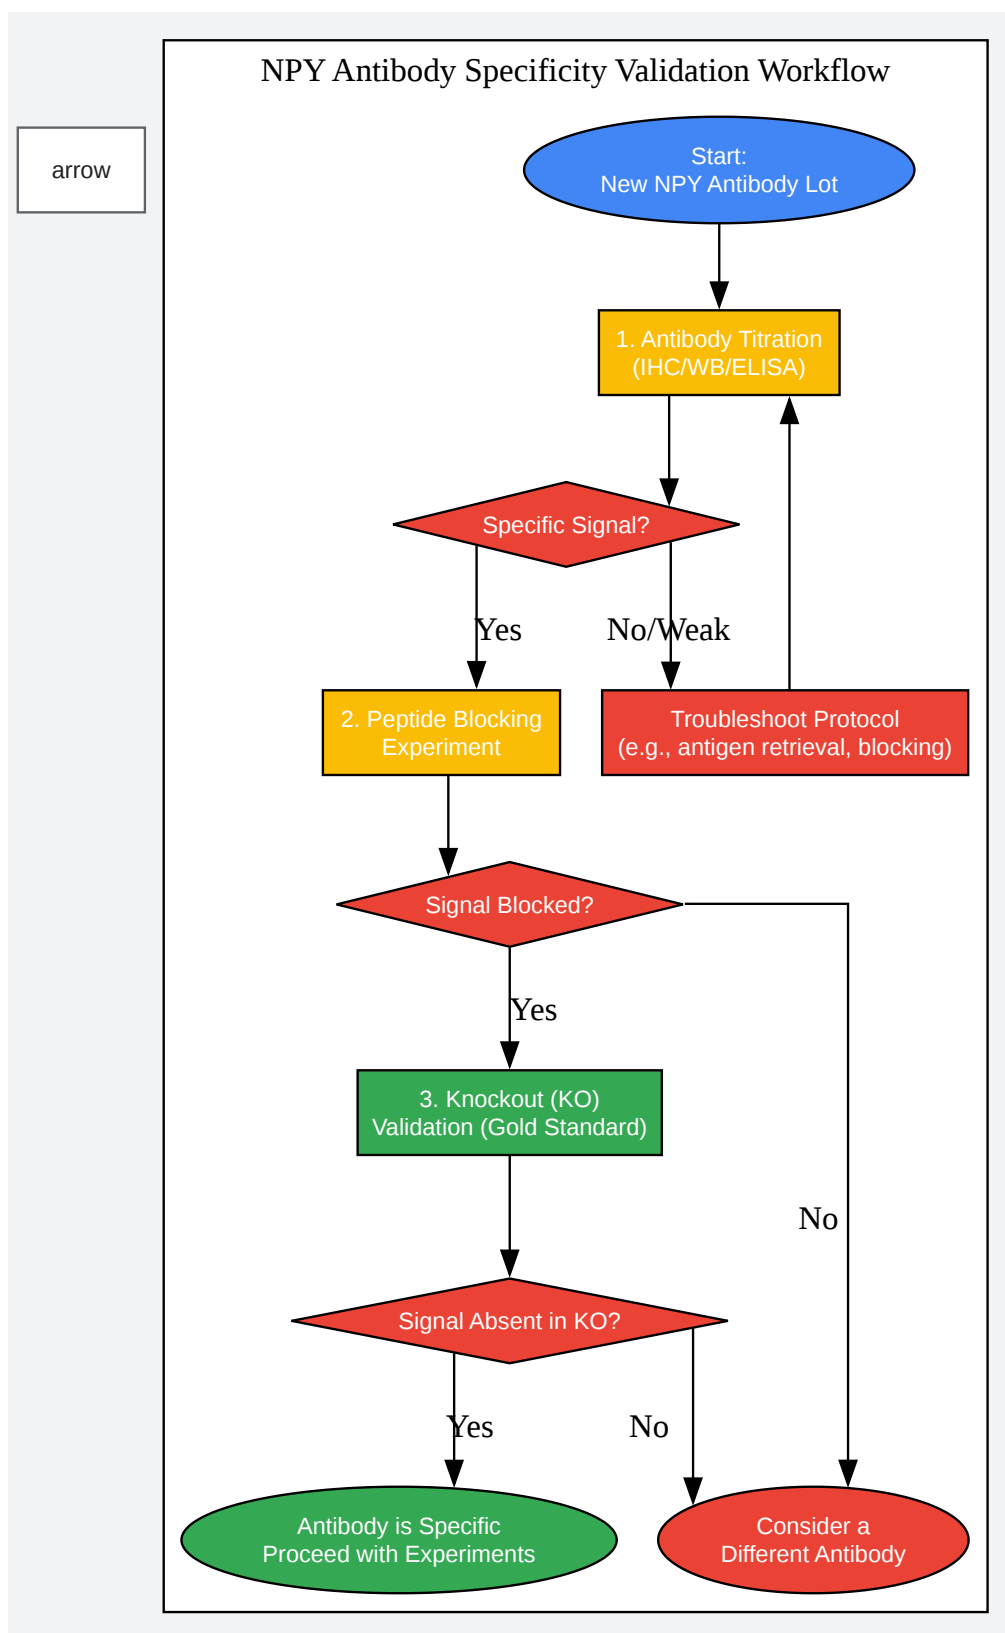 NPY Antibody Specificity Validation Workflow
arrow
Start:
New NPY Antibody Lot
1. Antibody Titration
(IHC/WB/ELISA)
Specific Signal?
Yes
No/Weak
2. Peptide Blocking
Experiment
Troubleshoot Protocol
(e.g., antigen retrieval, blocking)
Signal Blocked?
Yes
3. Knockout (KO)
Validation (Gold Standard)
No
Signal Absent in KO?
Yes
No
Antibody is Specific
Proceed with Experiments
Consider a
Different Antibody